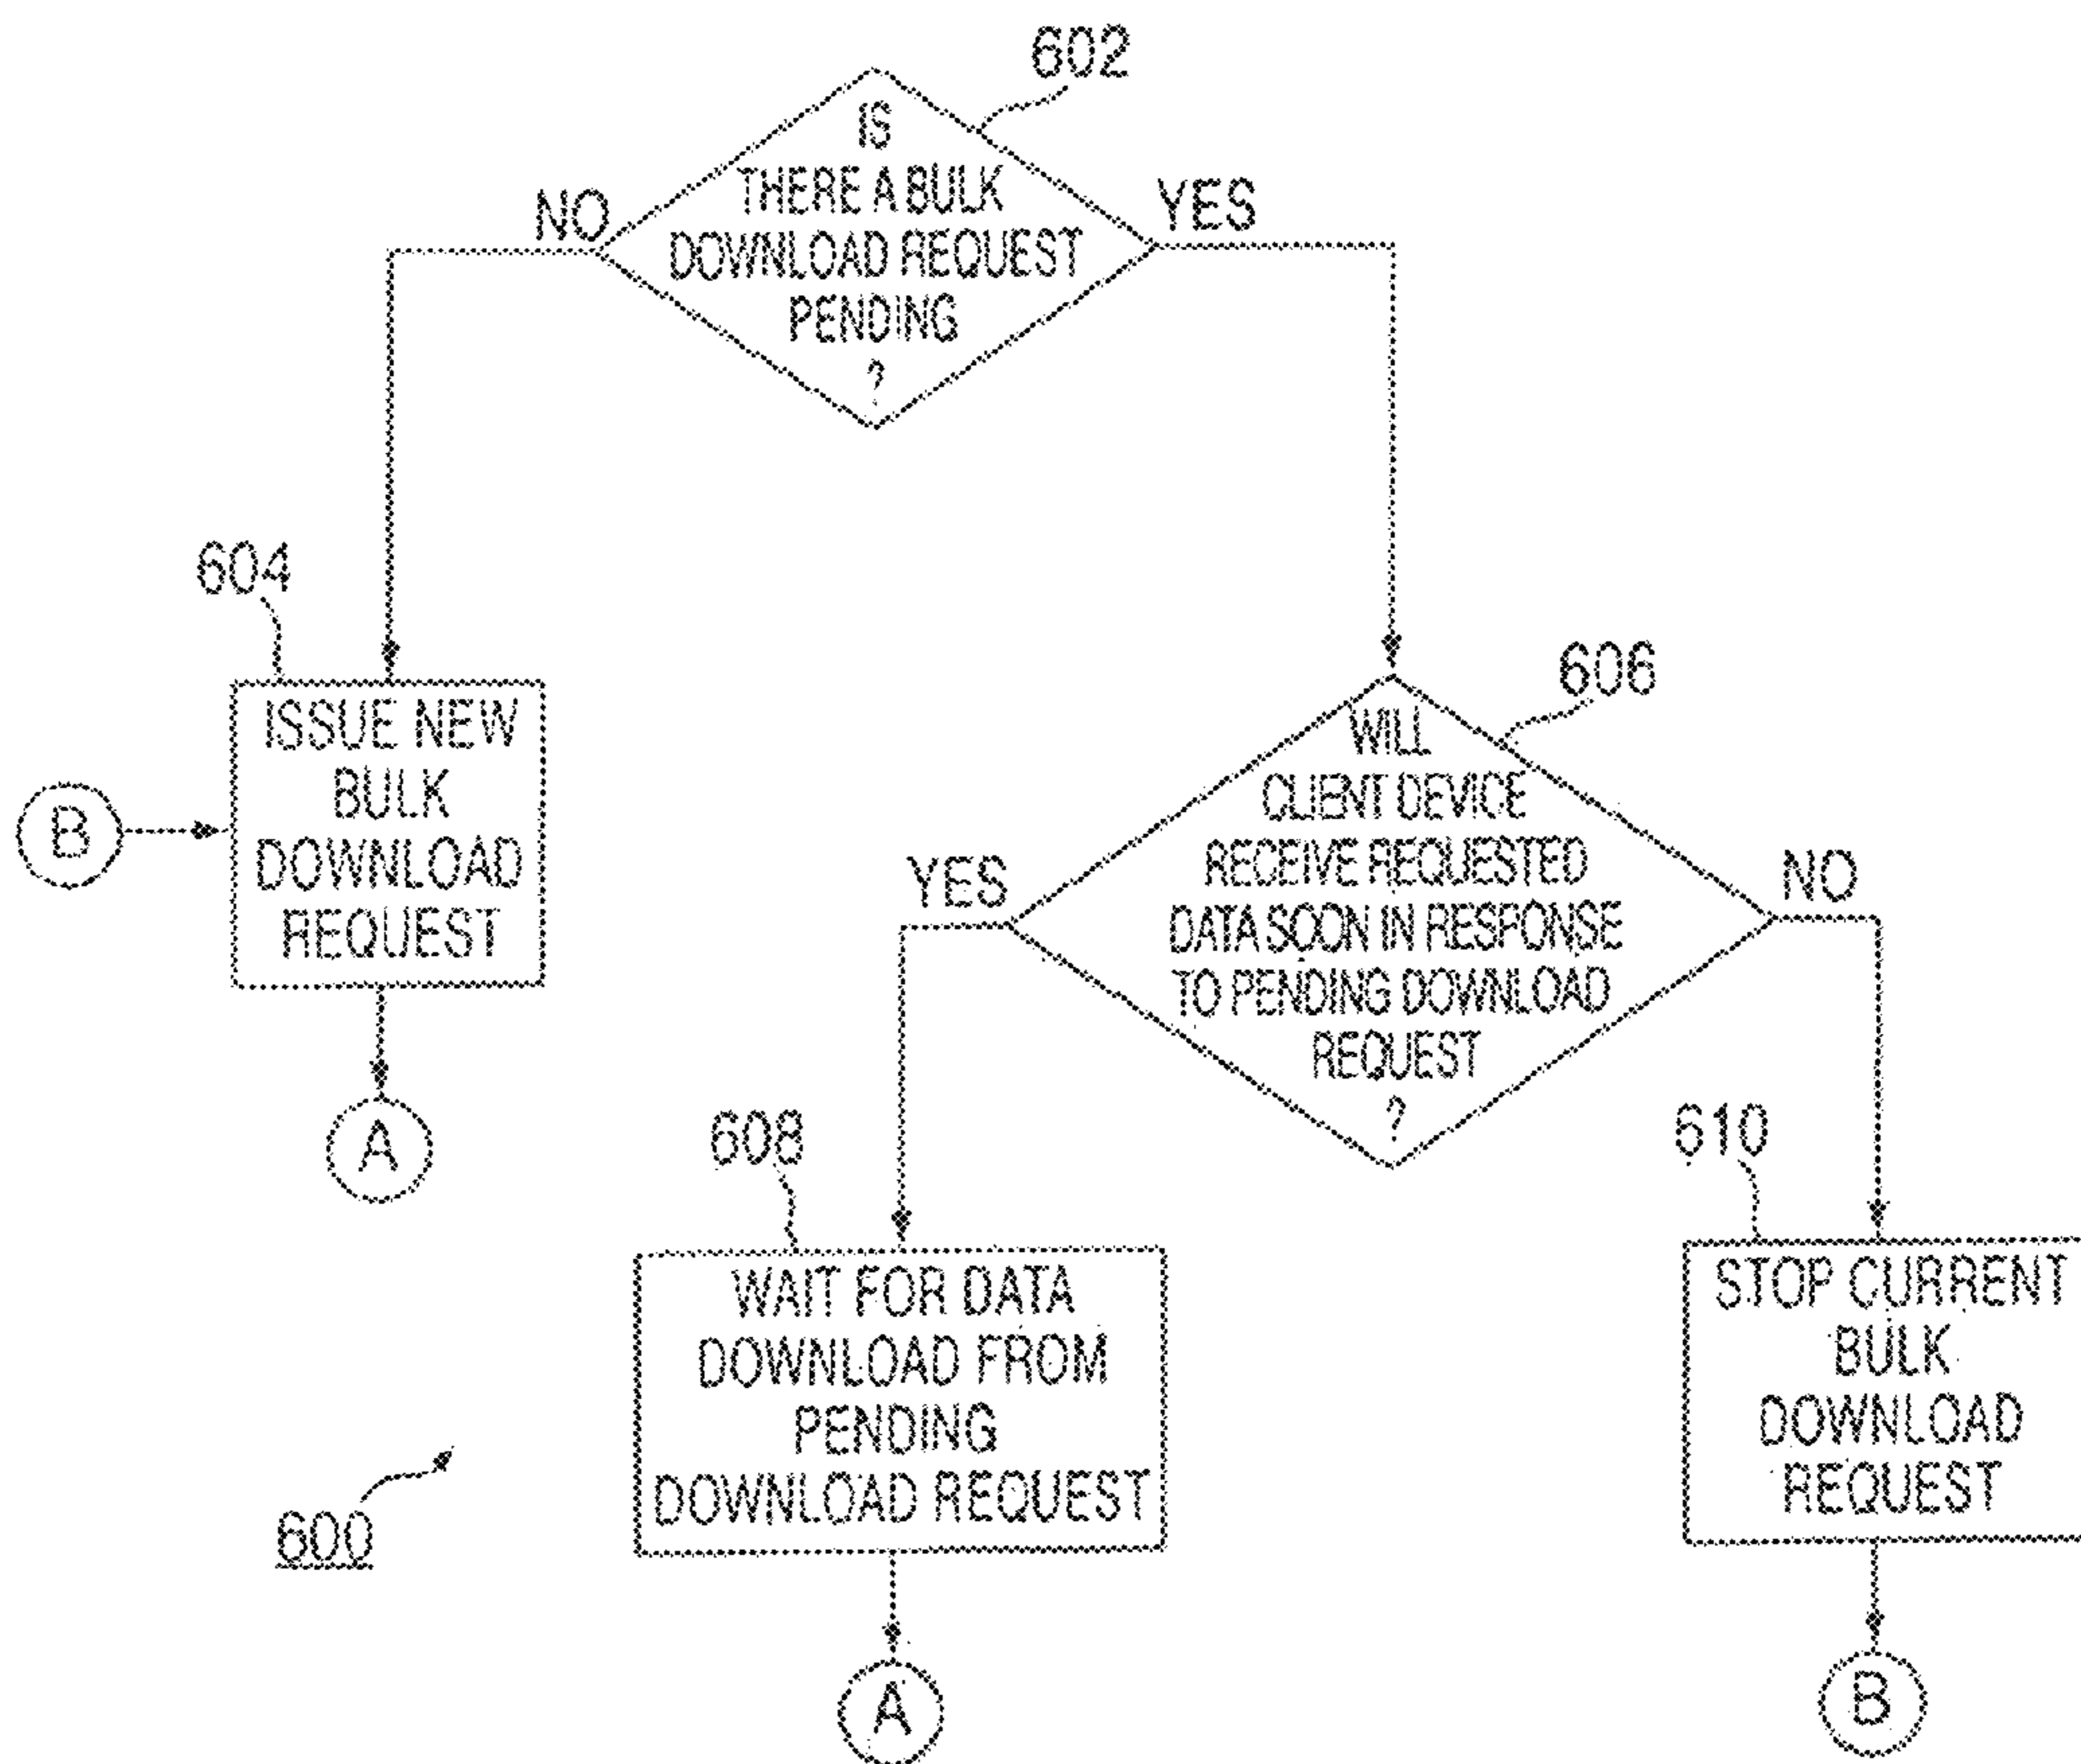 602
IS
THERE A BULK
DOWNLOAD REQUEST
PENDING
?
NO
YES
604
ISSUE NEW
BULK
DOWNLOAD
REQUEST
B
A
606
WILL
CLIENT DEVICE
RECEIVE REQUESTED
DATA SOON IN RESPONSE
TO PENDING DOWNLOAD
REQUEST
?
YES
NO
608
WAIT FOR DATA
DOWNLOAD FROM
PENDING
DOWNLOAD REQUEST
A
610
STOP CURRENT
BULK
DOWNLOAD
REQUEST
B
600